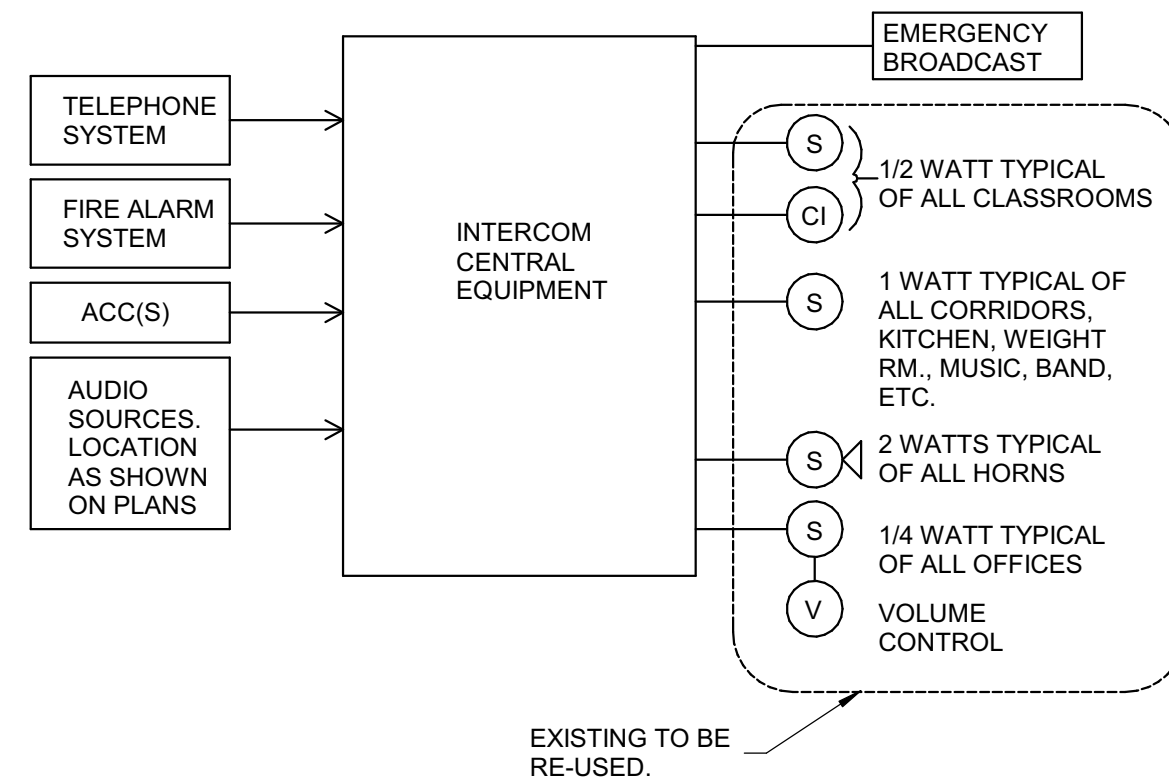 EMERGENCY
BROADCAST
TELEPHONE
SYSTEM
FIRE ALARM
SYSTEM
ACC(S)
AUDIO
SOURCES.
LOCATION
AS SHOWN
ON PLANS
INTERCOM
CENTRAL
EQUIPMENT
S
CI
1/2 WATT TYPICAL
OF ALL CLASSROOMS
S
1 WATT TYPICAL OF
ALL CORRIDORS,
KITCHEN, WEIGHT
RM., MUSIC, BAND,
ETC.
S
2 WATTS TYPICAL
OF ALL HORNS
S
1/4 WATT TYPICAL
OF ALL OFFICES
V
VOLUME
CONTROL
EXISTING TO BE
RE-USED.